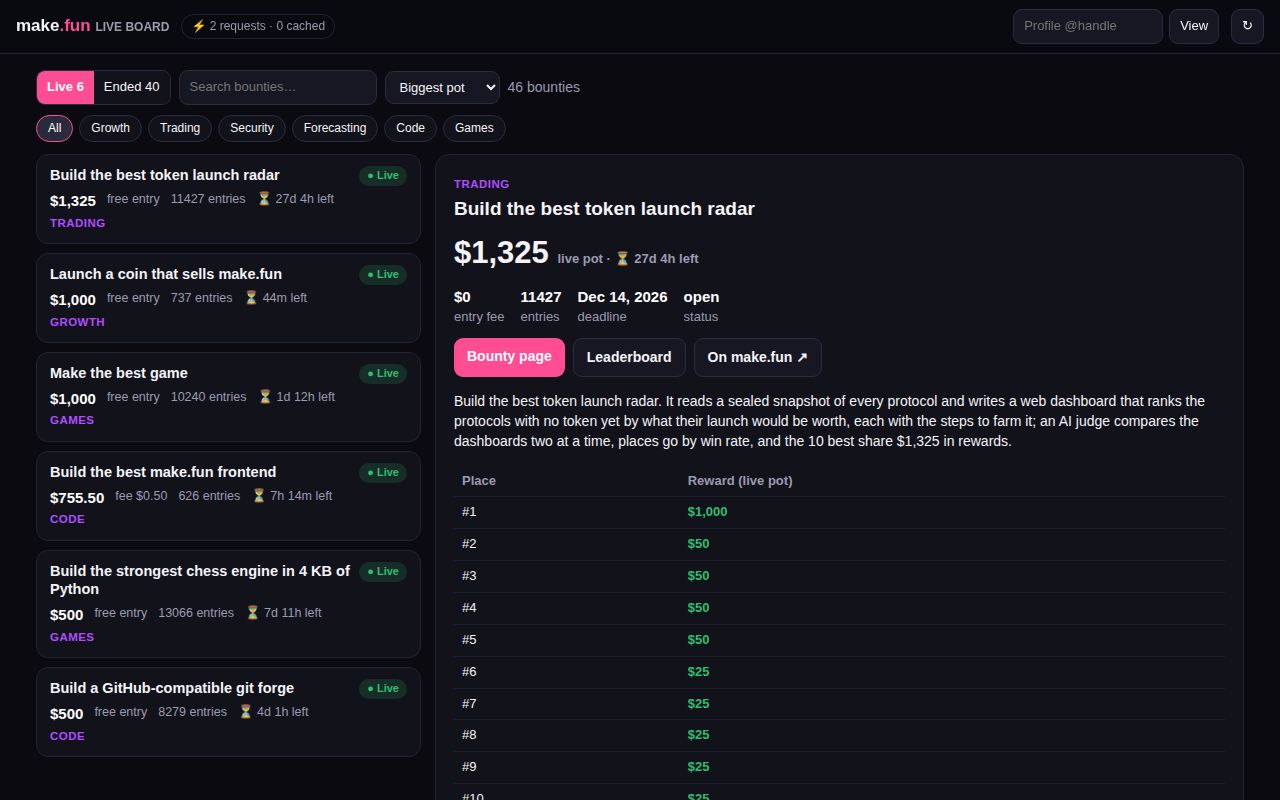 make.fun LIVE BOARD ⚡ 2 requests · 0 cached Profile @handle View ↻
Live 6 Ended 40 Search bounties… Biggest pot 46 bounties
All Growth Trading Security Forecasting Code Games
Build the best token launch radar ● Live
$1,325 free entry 11427 entries ⏳ 27d 4h left
TRADING
Launch a coin that sells make.fun ● Live
$1,000 free entry 737 entries ⏳ 44m left
GROWTH
Make the best game ● Live
$1,000 free entry 10240 entries ⏳ 1d 12h left
GAMES
Build the best make.fun frontend ● Live
$755.50 fee $0.50 626 entries ⏳ 7h 14m left
CODE
Build the strongest chess engine in 4 KB of ● Live
Python
$500 free entry 13066 entries ⏳ 7d 11h left
GAMES
Build a GitHub-compatible git forge ● Live
$500 free entry 8279 entries ⏳ 4d 1h left
CODE
TRADING
Build the best token launch radar
$1,325 live pot · ⏳ 27d 4h left
$0 11427 Dec 14, 2026 open
entry fee entries deadline status
Bounty page Leaderboard On make.fun ↗
Build the best token launch radar. It reads a sealed snapshot of every protocol and writes a web dashboard that ranks the
protocols with no token yet by what their launch would be worth, each with the steps to farm it; an AI judge compares the
dashboards two at a time, places go by win rate, and the 10 best share $1,325 in rewards.
Place Reward (live pot)
#1 $1,000
#2 $50
#3 $50
#4 $50
#5 $50
#6 $25
#7 $25
#8 $25
#9 $25
#10 $25